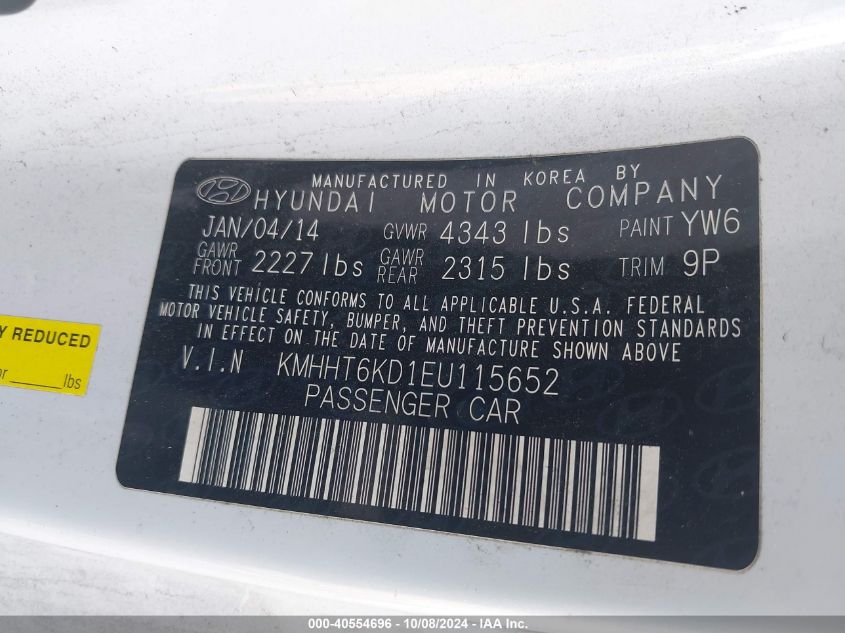 MANUFACTURED IN KOREA BY
HYUNDAI MOTOR COMPANY
JAN/04/14 GVWR 4343 lbs PAINT YW6
GAWR FRONT 2227 lbs GAWR REAR 2315 lbs TRIM 9P
THIS VEHICLE CONFORMS TO ALL APPLICABLE U.S.A. FEDERAL
MOTOR VEHICLE SAFETY, BUMPER, AND THEFT PREVENTION STANDARDS
IN EFFECT ON THE DATE OF MANUFACTURE SHOWN ABOVE
V.I.N KMHHT6KD1EU115652
PASSENGER CAR
Y REDUCED
or ______lbs
000-40554696 - 10/08/2024 - IAA Inc.